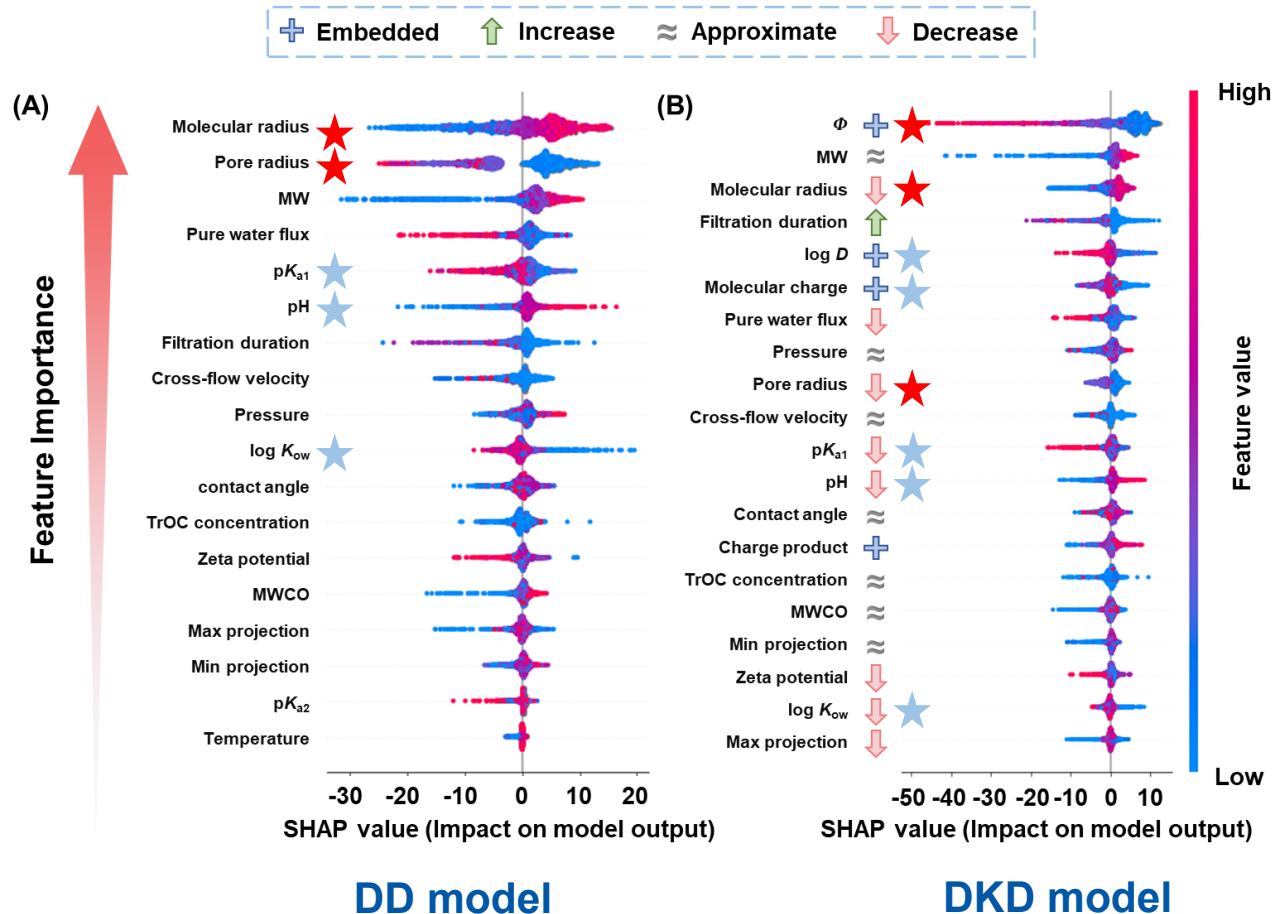 Embedded
Increase
≈ Approximate
Decrease
(A)
Feature Importance
Molecular radius
Pore radius
MW
Pure water flux
pKa1
pH
Filtration duration
Cross-flow velocity
Pressure
log Kow
contact angle
TrOC concentration
Zeta potential
MWCO
Max projection
Min projection
pKa2
Temperature
-30 -20 -10 0 10 20
SHAP value (Impact on model output)
DD model
(B)
Φ
MW ≈
Molecular radius
Filtration duration
log D
Molecular charge
Pure water flux
Pressure ≈
Pore radius
Cross-flow velocity ≈
pKa1
pH
Contact angle ≈
Charge product
TrOC concentration ≈
MWCO ≈
Min projection ≈
Zeta potential
log Kow
Max projection
-50 -40 -30 -20 -10 0 10
SHAP value (Impact on model output)
DKD model
High
Feature value
Low